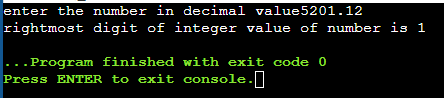 enter the number in decimal value5201.12
rightmost digit of integer value of number is 1
...Program finished with exit code 0
Press ENTER to exit console.